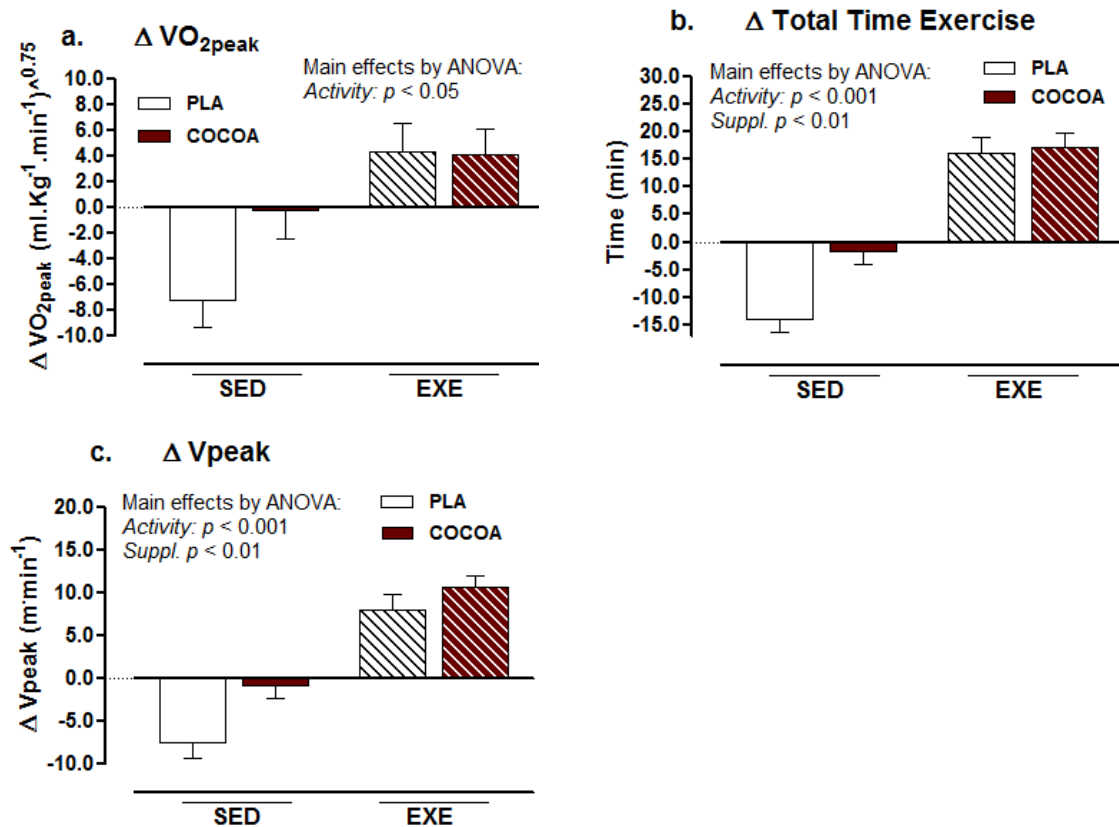 a. Δ VO2peak
Main effects by ANOVA:
Activity: p < 0.05
PLA
COCOA
Δ VO2peak (ml.Kg-1.min-1)^0.75
10.0
8.0
6.0
4.0
2.0
0.0
-2.0
-4.0
-6.0
-8.0
-10.0
SED EXE
b. Δ Total Time Exercise
Main effects by ANOVA:
Activity: p < 0.001
Suppl. p < 0.01
PLA
COCOA
Time (min)
30.0
25.0
20.0
15.0
10.0
5.0
0.0
-5.0
-10.0
-15.0
SED EXE
c. Δ Vpeak
Main effects by ANOVA:
Activity: p < 0.001
Suppl. p < 0.01
PLA
COCOA
Δ Vpeak (m·min-1)
20.0
15.0
10.0
5.0
0.0
-5.0
-10.0
SED EXE